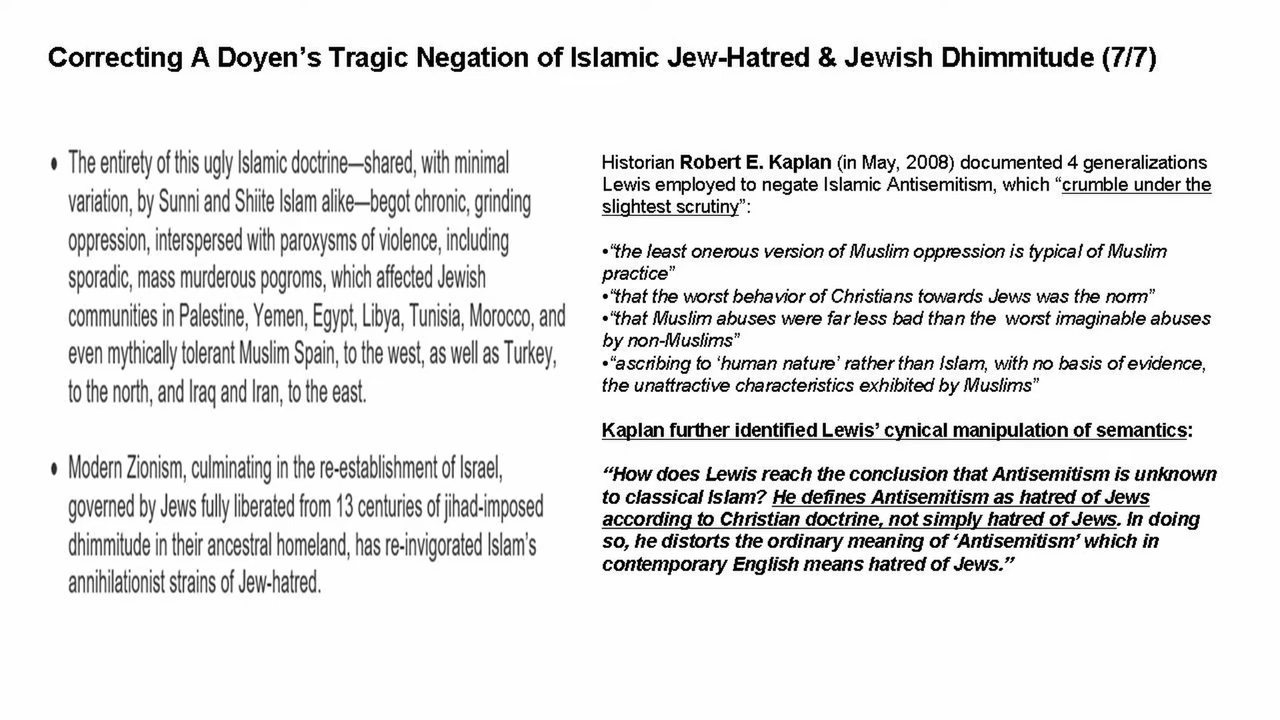 Correcting A Doyen's Tragic Negation of Islamic Jew-Hatred & Jewish Dhimmitude (7/7)
• The entirety of this ugly Islamic doctrine—shared, with minimal
variation, by Sunni and Shiite Islam alike—begot chronic, grinding
oppression, interspersed with paroxysms of violence, including
sporadic, mass murderous pogroms, which affected Jewish
communities in Palestine, Yemen, Egypt, Libya, Tunisia, Morocco, and
even mythically tolerant Muslim Spain, to the west, as well as Turkey,
to the north, and Iraq and Iran, to the east.
• Modern Zionism, culminating in the re-establishment of Israel,
governed by Jews fully liberated from 13 centuries of jihad-imposed
dhimmitude in their ancestral homeland, has re-invigorated Islam's
annihilationist strains of Jew-hatred.
Historian Robert E. Kaplan (in May, 2008) documented 4 generalizations
Lewis employed to negate Islamic Antisemitism, which “crumble under the
slightest scrutiny”:
•“the least onerous version of Muslim oppression is typical of Muslim
practice”
•“that the worst behavior of Christians towards Jews was the norm”
•“that Muslim abuses were far less bad than the worst imaginable abuses
by non-Muslims”
•“ascribing to ‘human nature’ rather than Islam, with no basis of evidence,
the unattractive characteristics exhibited by Muslims”
Kaplan further identified Lewis’ cynical manipulation of semantics:
“How does Lewis reach the conclusion that Antisemitism is unknown
to classical Islam? He defines Antisemitism as hatred of Jews
according to Christian doctrine, not simply hatred of Jews. In doing
so, he distorts the ordinary meaning of ‘Antisemitism’ which in
contemporary English means hatred of Jews.”